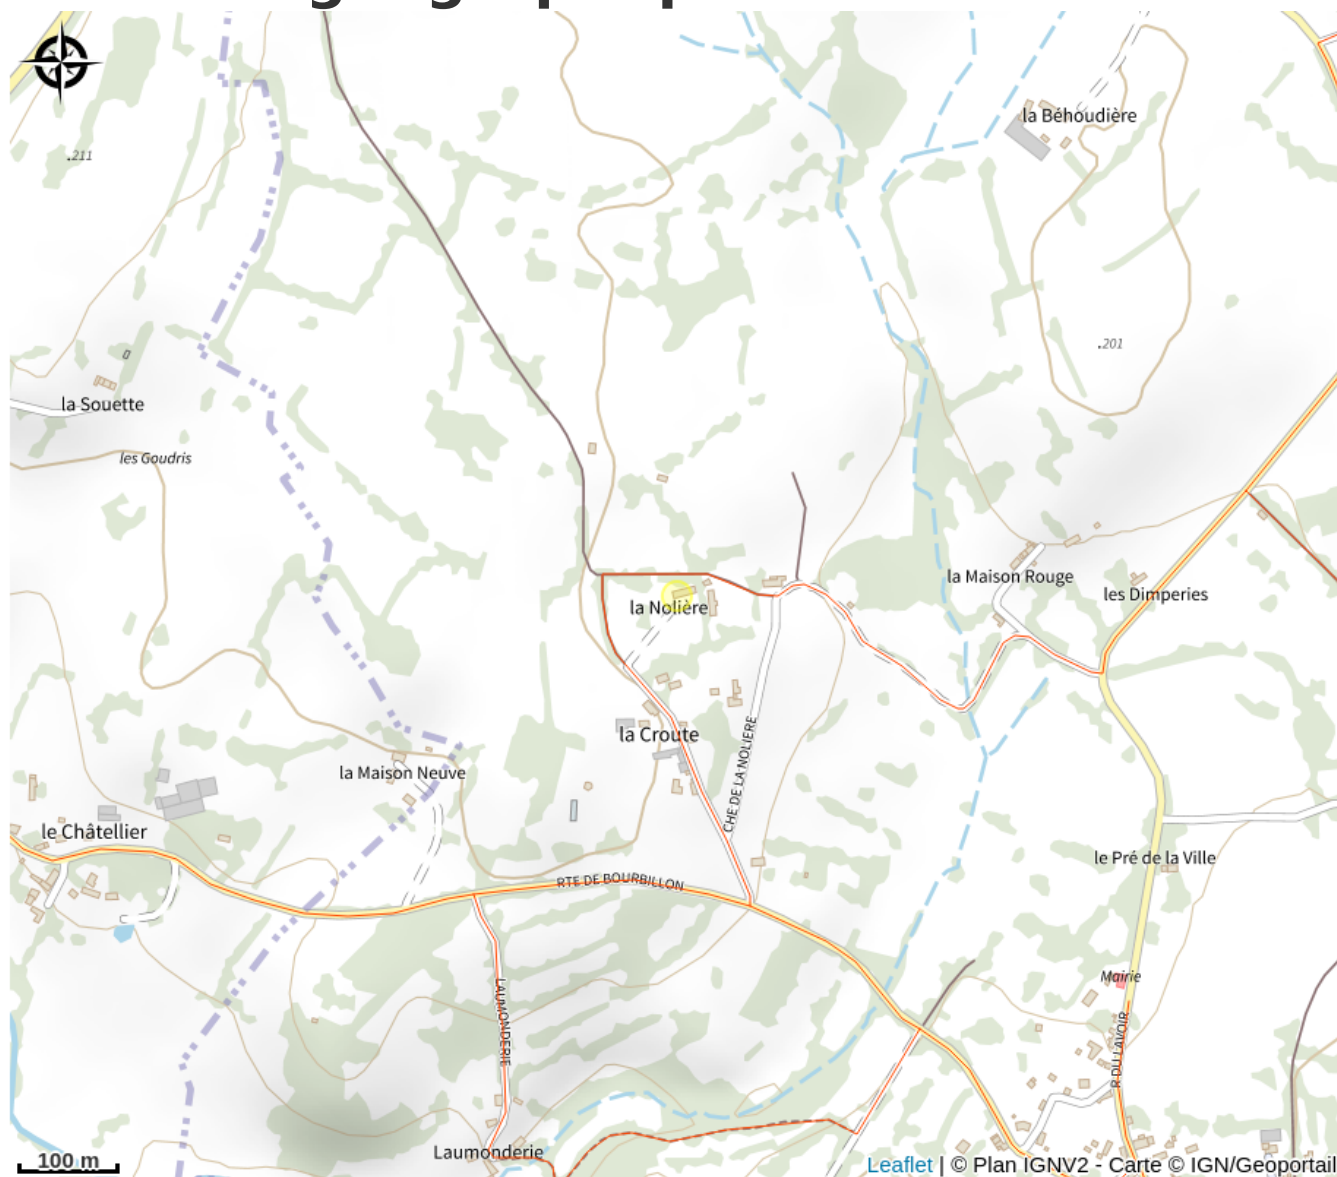 la Béhoudière
.211
.201
la Souette
les Goudris
la Maison Rouge
les Dimperies
la Nolière
la Croute
CHE DE LA NOLIERE
la Maison Neuve
le Châtellier
le Pré de la Ville
RTE DE BOURBILLON
Mairie
LAUMONDERIE
R DU LAVOIR
Laumonderie
100 m
Leaflet | © Plan IGNV2 - Carte © IGN/Geoportail